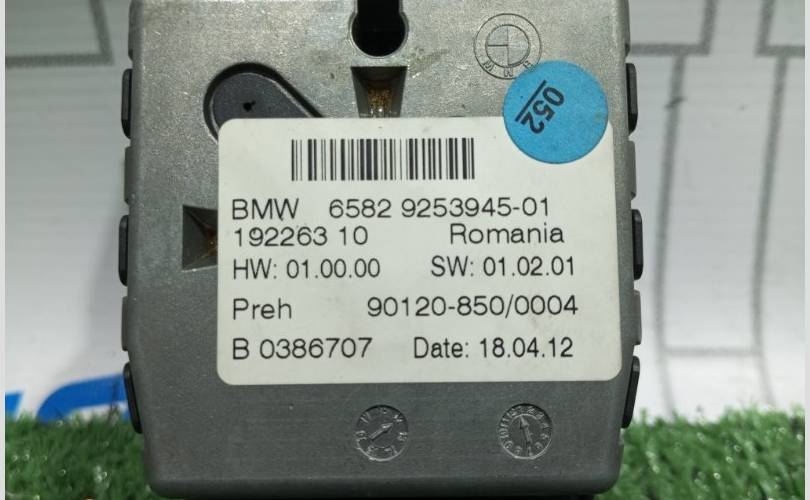 052
BMW 6582 9253945-01
192263 10 Romania
HW: 01.00.00 SW: 01.02.01
Preh 90120-850/0004
B 0386707 Date: 18.04.12